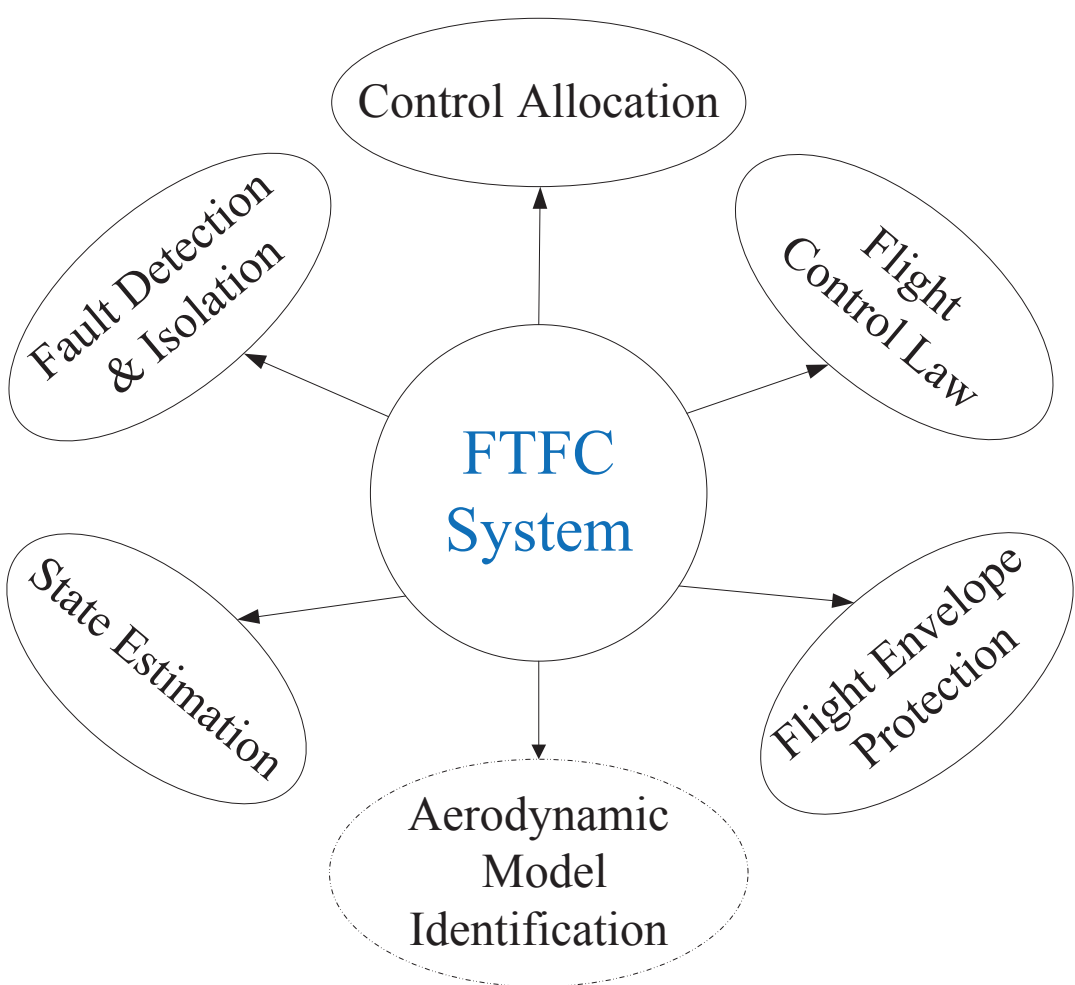 Control Allocation
Fault Detection
& Isolation
Flight
Control Law
FTFC
System
State Estimation
Flight Envelope
Protection
Aerodynamic
Model
Identification